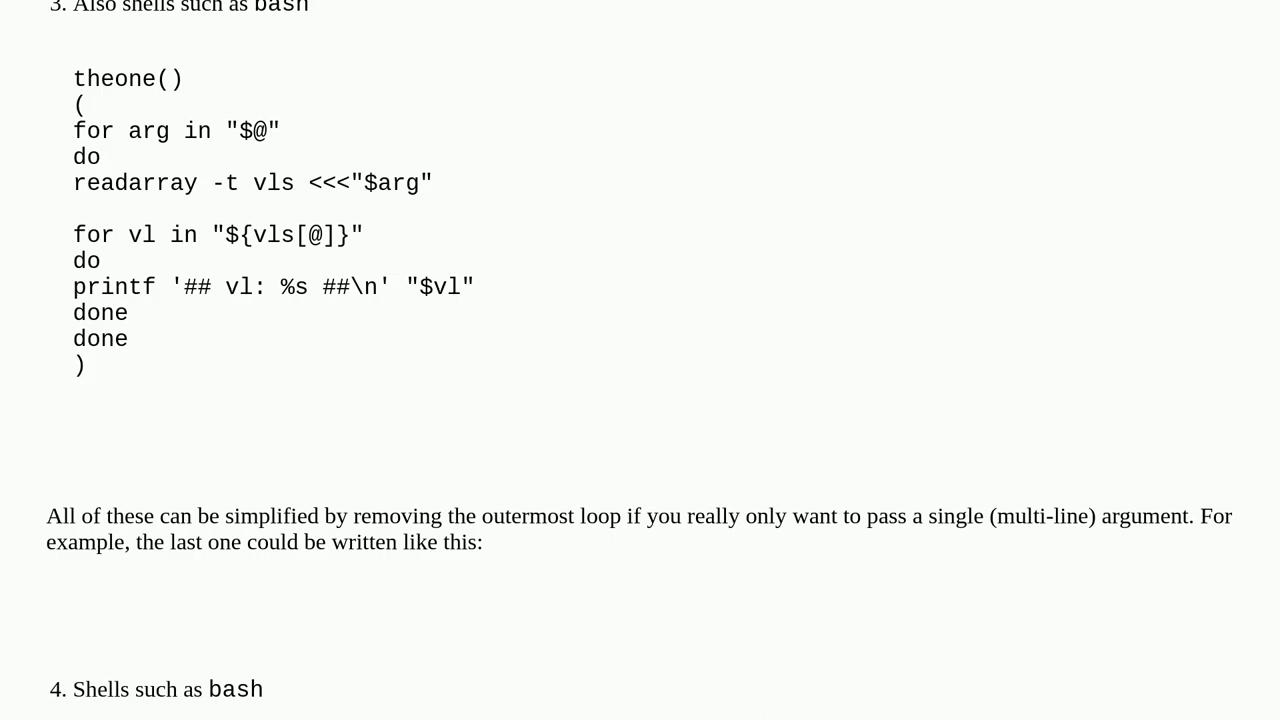 3. Also shells such as bash
theone()
(
for arg in "$@"
do
readarray -t vls <<<"$arg"
for vl in "${vls[@]}"
do
printf '## vl: %s ##\n' "$vl"
done
done
)
All of these can be simplified by removing the outermost loop if you really only want to pass a single (multi-line) argument. For
example, the last one could be written like this:
4. Shells such as bash